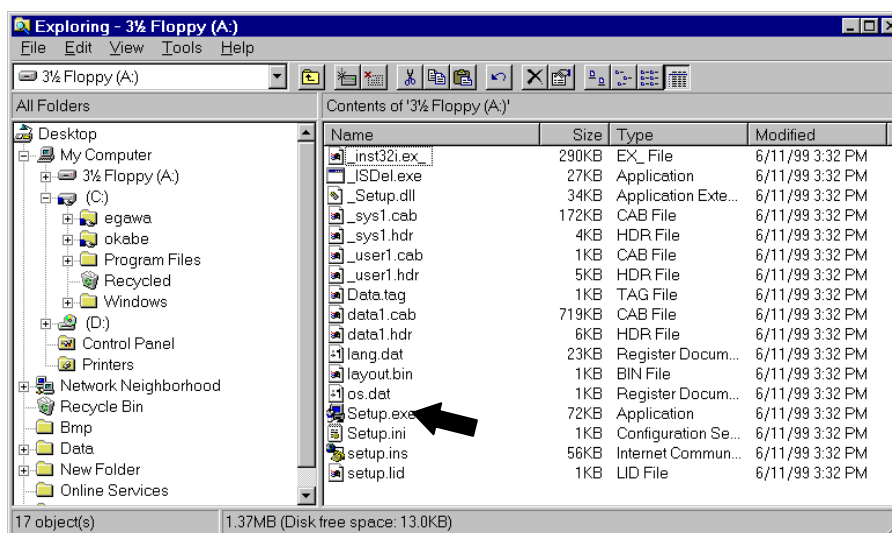 Exploring - 3½ Floppy (A:)
File Edit View Tools Help
3½ Floppy (A:)
All Folders
Contents of '3½ Floppy (A:)'
Desktop
My Computer
3½ Floppy (A:)
(C:)
egawa
okabe
Program Files
Recycled
Windows
(D:)
Control Panel
Printers
Network Neighborhood
Recycle Bin
Bmp
Data
New Folder
Online Services
Name Size Type Modified
_inst32i.ex_ 290KB EX_ File 6/11/99 3:32 PM
_ISDel.exe 27KB Application 6/11/99 3:32 PM
_Setup.dll 34KB Application Exte... 6/11/99 3:32 PM
_sys1.cab 172KB CAB File 6/11/99 3:32 PM
_sys1.hdr 4KB HDR File 6/11/99 3:32 PM
_user1.cab 1KB CAB File 6/11/99 3:32 PM
_user1.hdr 5KB HDR File 6/11/99 3:32 PM
Data.tag 1KB TAG File 6/11/99 3:32 PM
data1.cab 719KB CAB File 6/11/99 3:32 PM
data1.hdr 6KB HDR File 6/11/99 3:32 PM
lang.dat 23KB Register Docum... 6/11/99 3:32 PM
layout.bin 1KB BIN File 6/11/99 3:32 PM
os.dat 1KB Register Docum... 6/11/99 3:32 PM
Setup.exe 72KB Application 6/11/99 3:32 PM
Setup.ini 1KB Configuration Se... 6/11/99 3:32 PM
setup.ins 56KB Internet Commun... 6/11/99 3:32 PM
setup.lid 1KB LID File 6/11/99 3:32 PM
17 object(s)
1.37MB (Disk free space: 13.0KB)